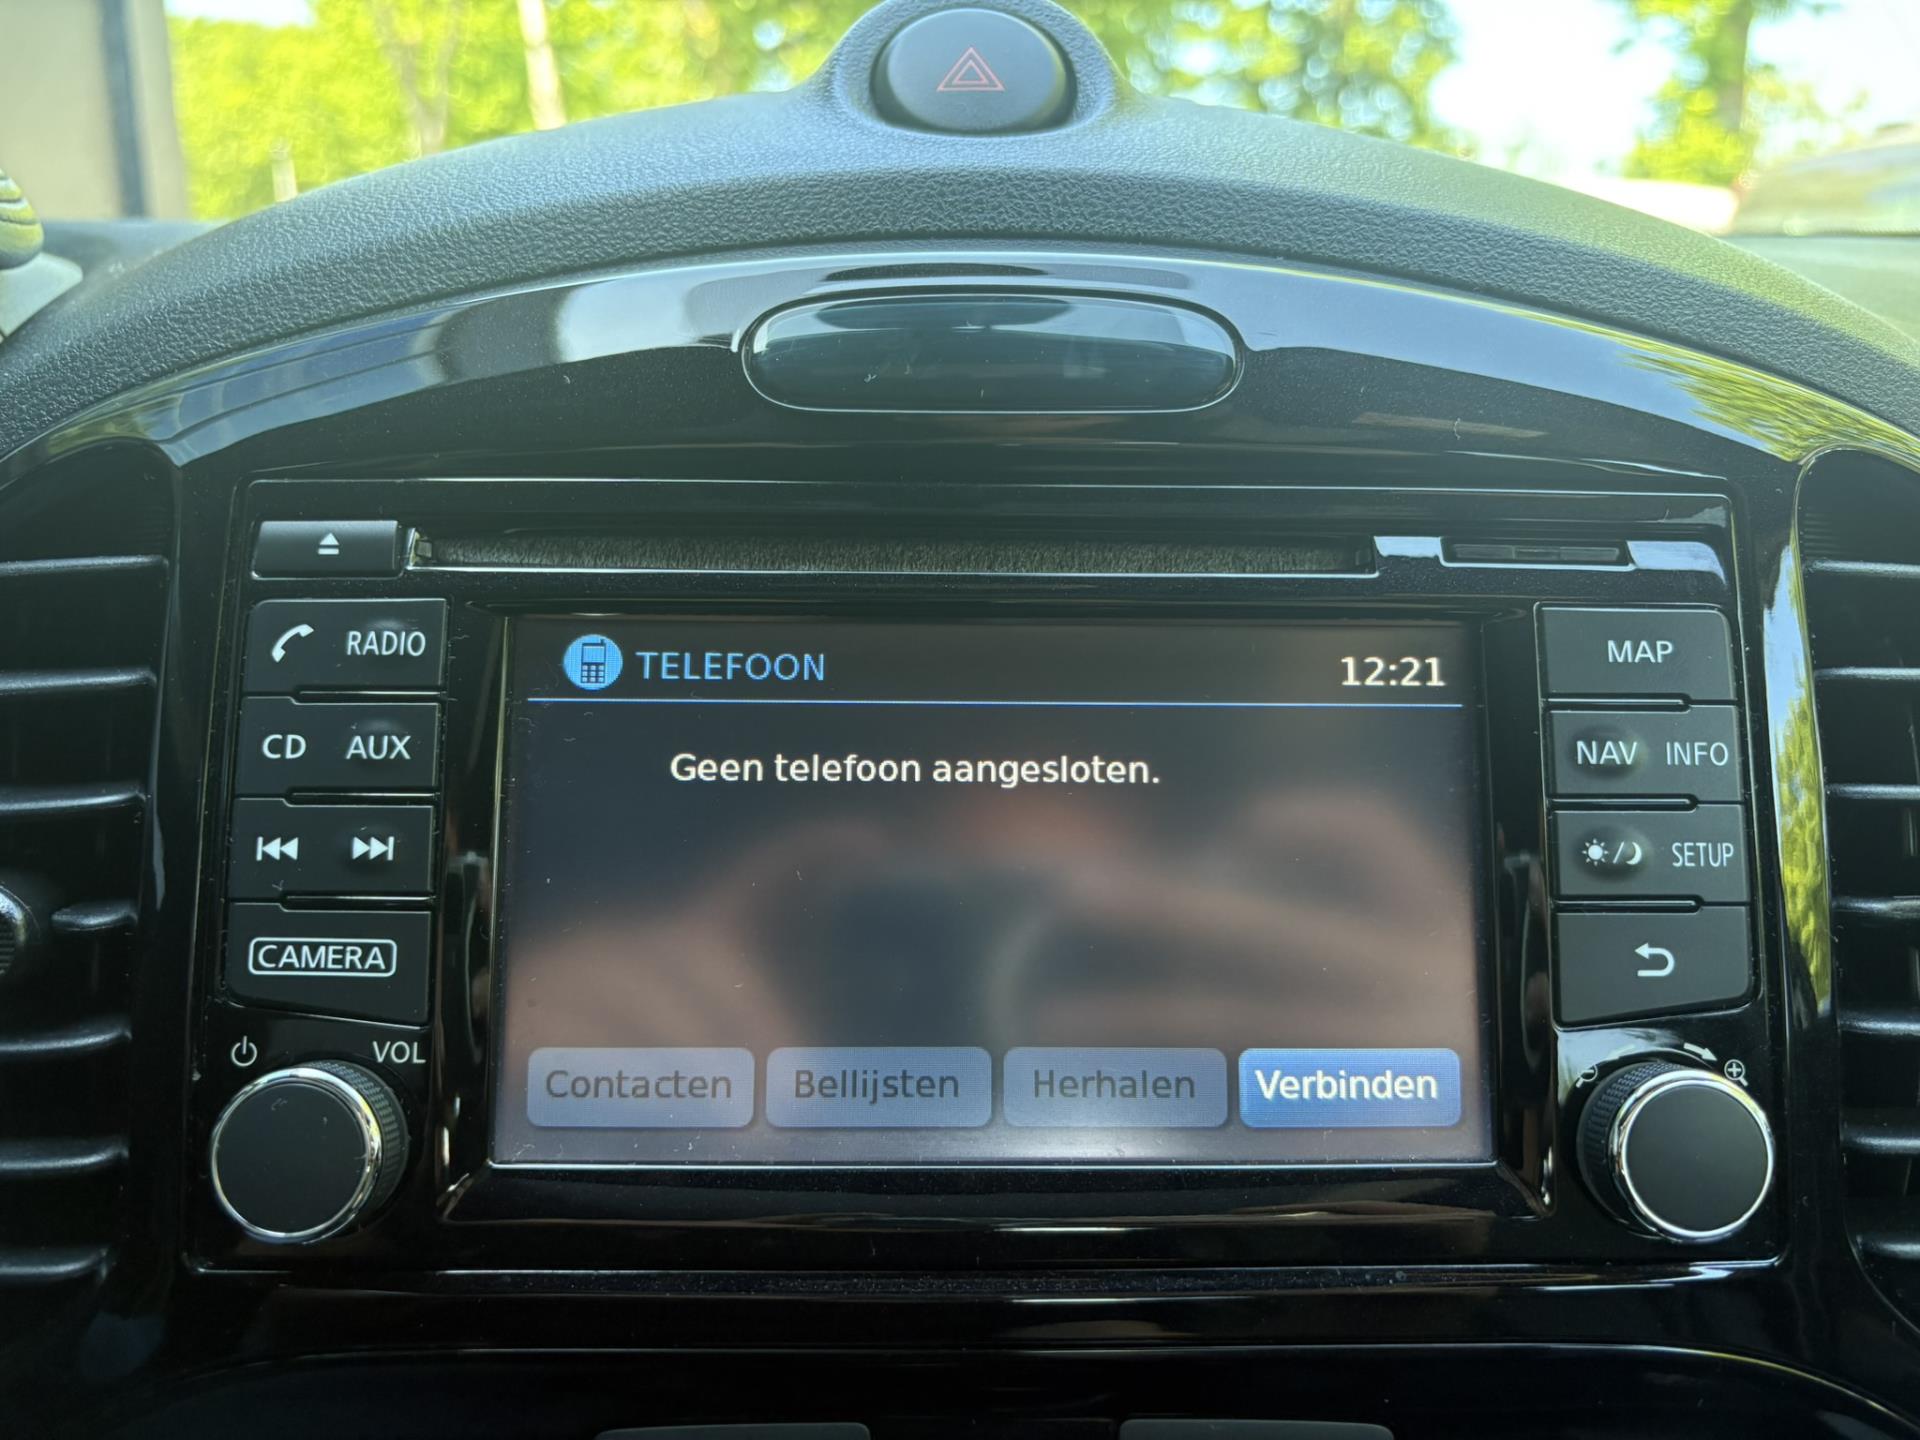 RADIO
CD AUX
CAMERA
VOL
TELEFOON 12:21
Geen telefoon aangesloten.
Contacten Bellijsten Herhalen Verbinden
MAP
NAV INFO
SETUP